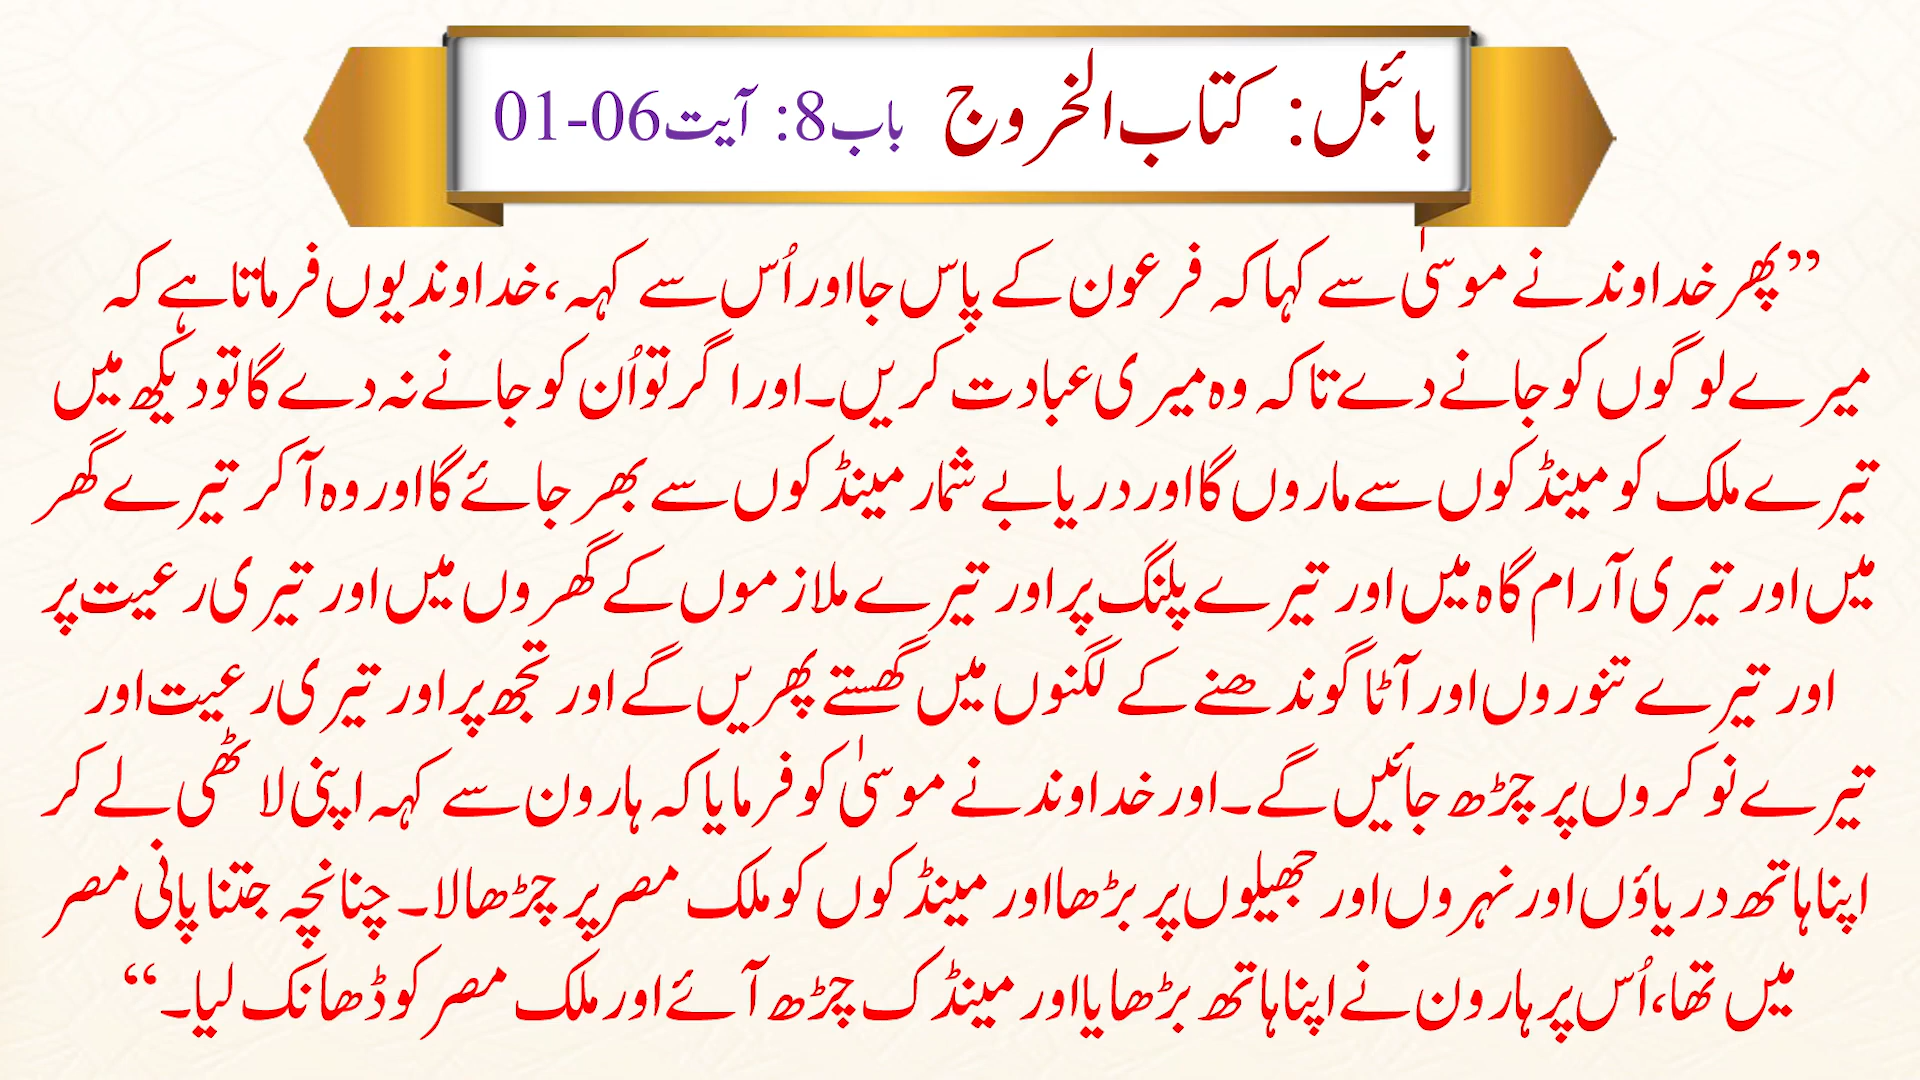 بائبل: کتاب الخروج باب8: آیت06-01
”پھر خداوند نے موسیٰ سے کہا کہ فرعون کے پاس جا اور اُس سے کہہ، خداوند یوں فرماتا ہے کہ
میرے لوگوں کو جانے دے تاکہ وہ میری عبادت کریں۔ اور اگر تو اُن کو جانے نہ دے گا تو دیکھ میں
تیرے ملک کو مینڈکوں سے ماروں گا اور دریا بے شمار مینڈکوں سے بھر جائے گا اور وہ آ کر تیرے گھر
میں اور تیری آرام گاہ میں اور تیرے پلنگ پر اور تیرے ملازموں کے گھروں میں اور تیری رعیت پر
اور تیرے تنوروں اور آٹا گوندھنے کے لگنوں میں گھستے پھریں گے اور تجھ پر اور تیری رعیت اور
تیرے نوکروں پر چڑھ جائیں گے۔ اور خداوند نے موسیٰ کو فرمایا کہ ہارون سے کہہ اپنی لاٹھی لے کر
اپنا ہاتھ دریاؤں اور نہروں اور جھیلوں پر بڑھا اور مینڈکوں کو ملک مصر پر چڑھا لا۔ چنانچہ جتنا پانی مصر
میں تھا، اُس پر ہارون نے اپنا ہاتھ بڑھایا اور مینڈک چڑھ آئے اور ملک مصر کو ڈھانک لیا۔“